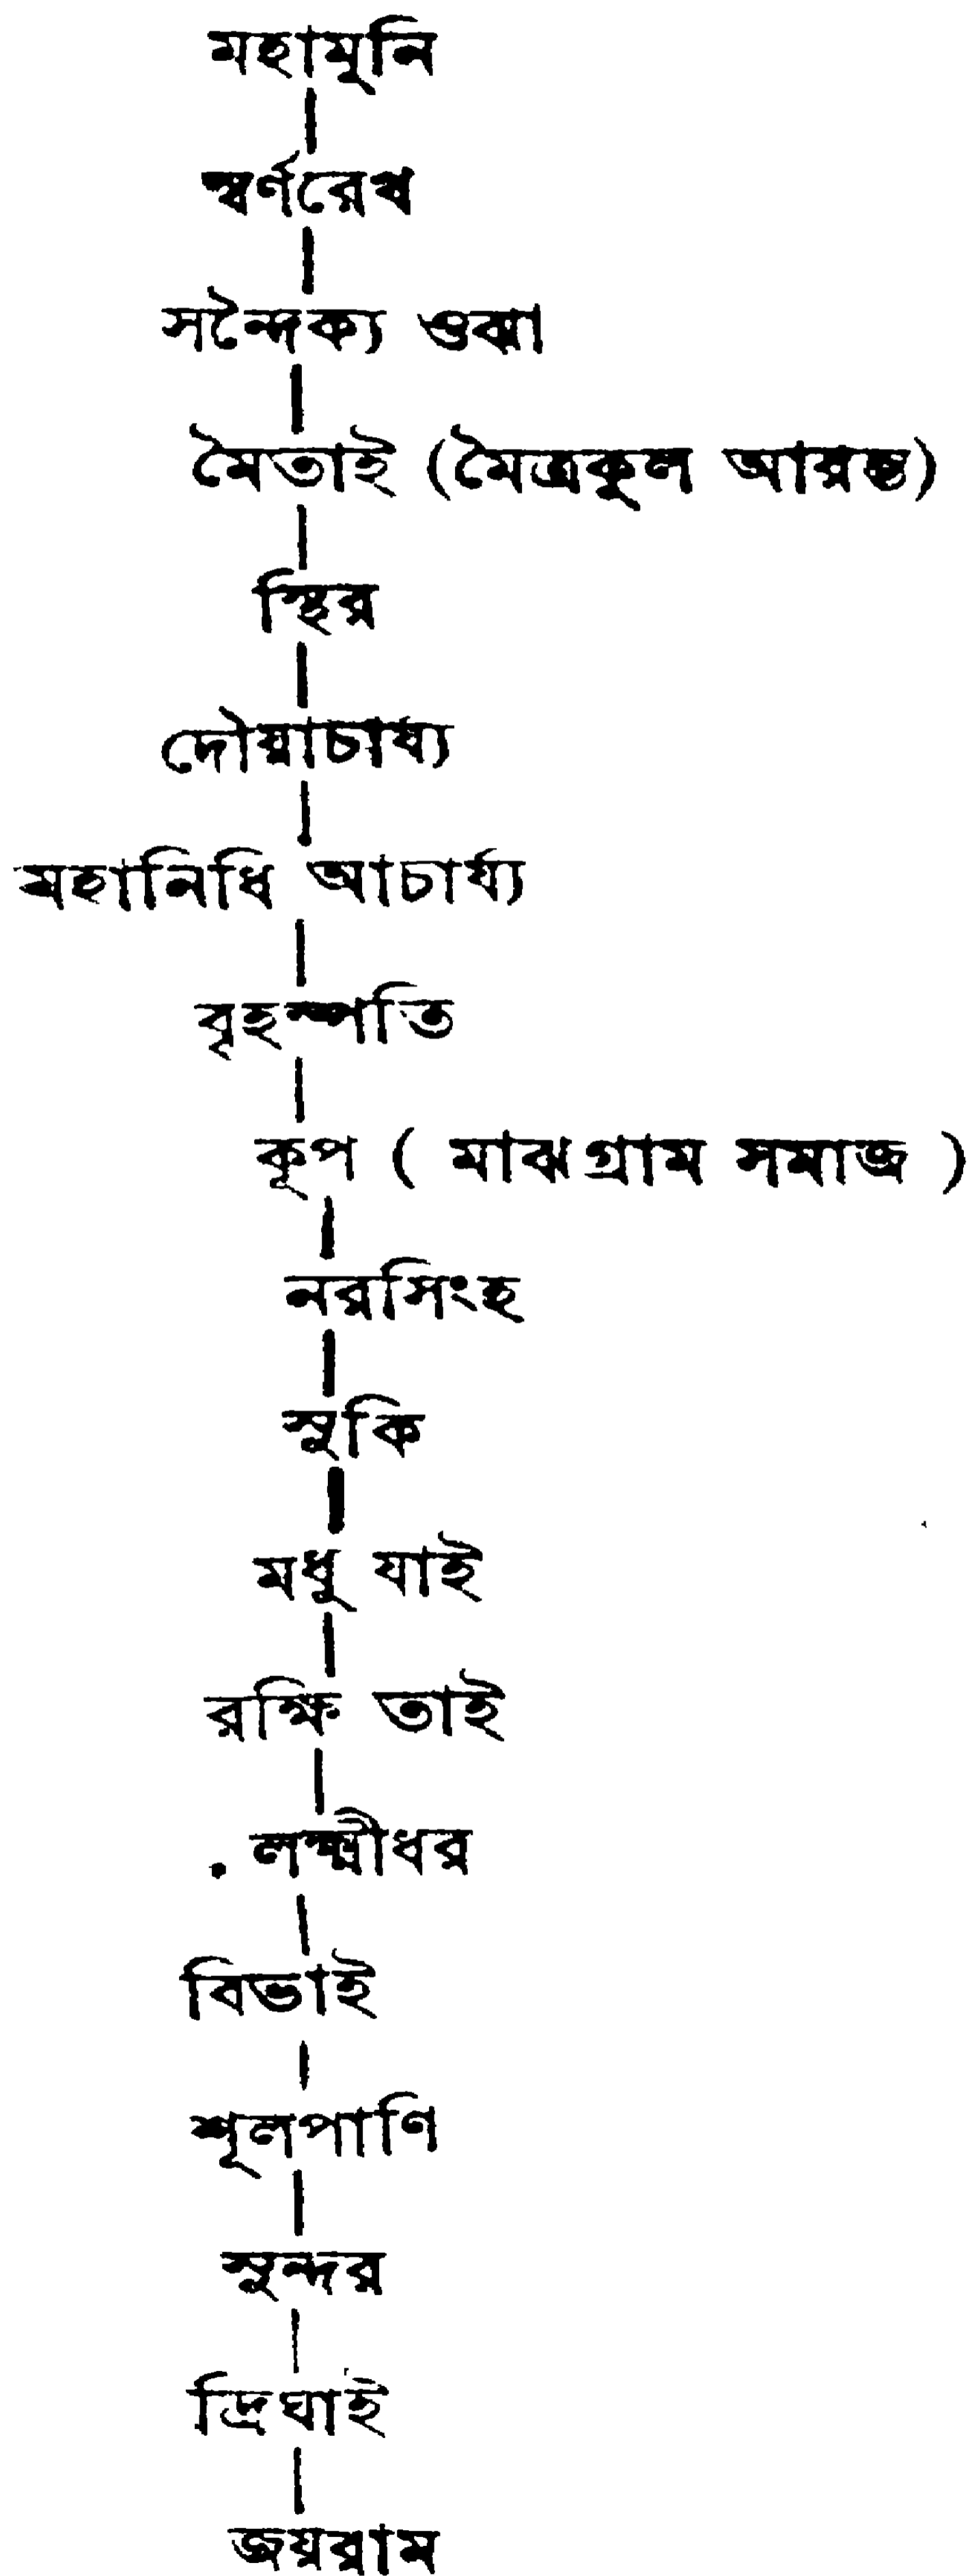 মহামুনি
স্বর্ণরেখ
সন্দৈক্য ওঝা
মৈতাই (মৈত্রকুল আরম্ভ)
স্থির
দৌয়াচায্য
মহানিধি আচার্য্য
বৃহস্পতি
কূপ ( মাঝগ্রাম সমাজ )
নরসিংহ
সুকি
মধু যাই
রক্ষি তাই
লক্ষ্মীধর
বিভাই
শূলপাণি
সুন্দর
দ্রিঘাই
জয়রাম